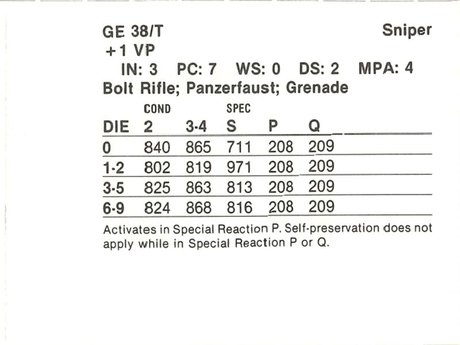 GE 38/T Sniper
+1 VP
IN: 3 PC: 7 WS: 0 DS: 2 MPA: 4
Bolt Rifle; Panzerfaust; Grenade
COND SPEC
DIE 2 3-4 S P Q
0 840 865 711 208 209
1-2 802 819 971 208 209
3-5 825 863 813 208 209
6-9 824 868 816 208 209
Activates in Special Reaction P. Self-preservation does not
apply while in Special Reaction P or Q.